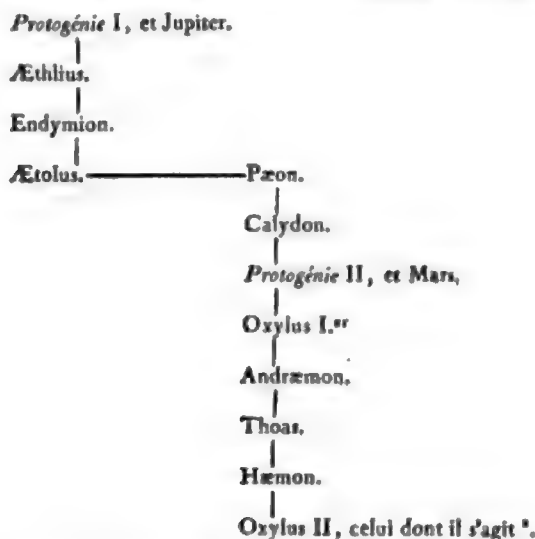 Protogénie I, et Jupiter.
Æthlius.
Endymion.
Ætolus. Pæon.
Calydon.
Protogénie II, et Mars,
Oxylus I.er
Andræmon.
Thoas.
Hæmon.
Oxylus II, celui dont il s'agit ª.